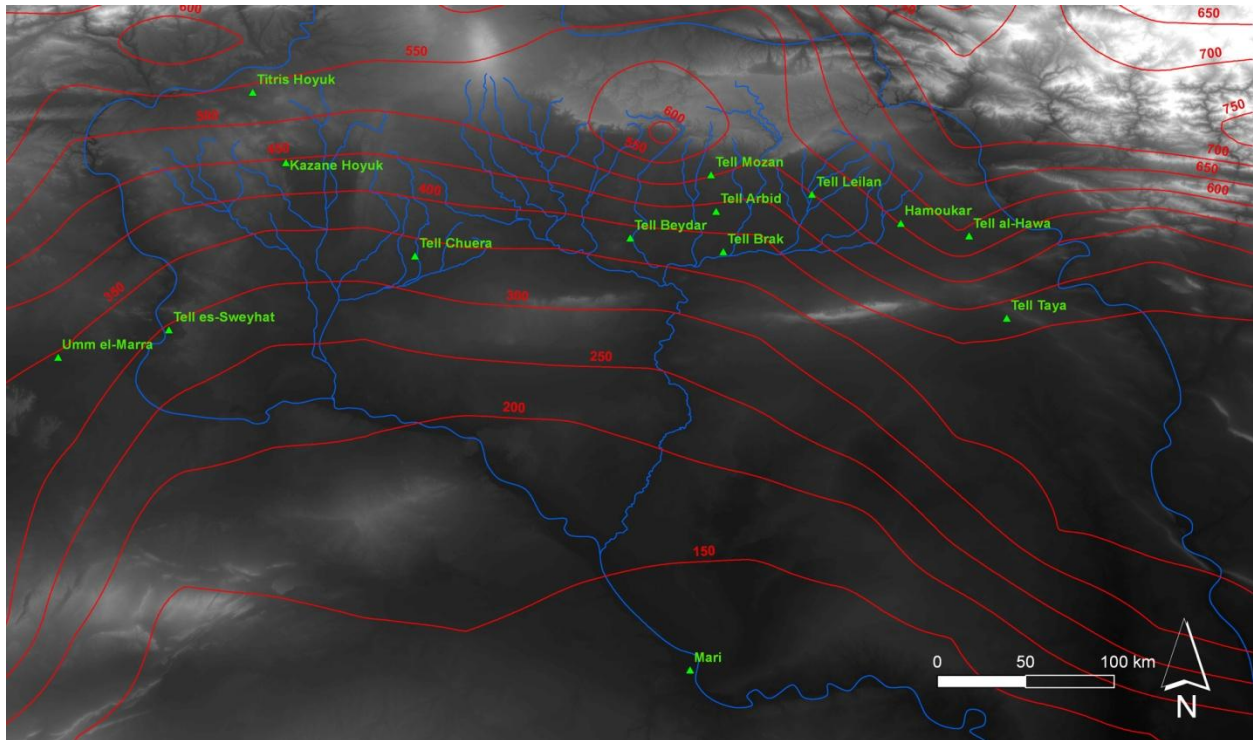 600
650
550
700
Titris Hoyuk
750
600
550
700
Kazane Hoyuk
650
Tell Mozan
600
400
Tell Leilan
Tell Arbid
Hamoukar
Tell Beydar
Tell al-Hawa
Tell Chuera
Tell Brak
350
300
Tell Taya
Tell es-Sweyhat
Umm el-Marra
250
200
150
Mari
0 50 100 km
N